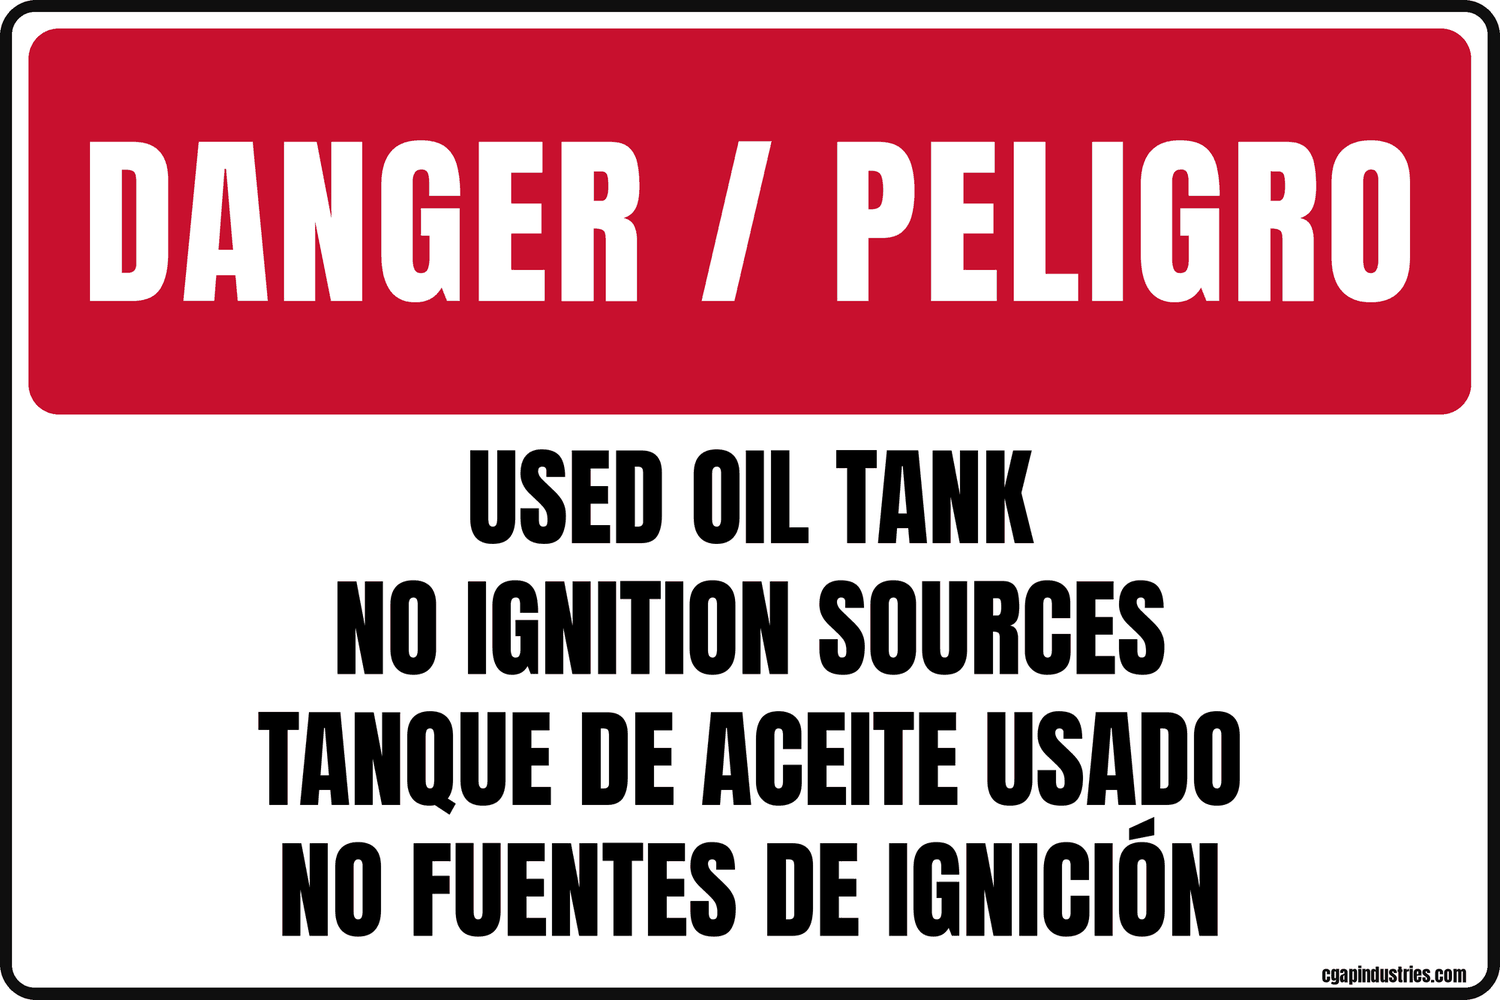 DANGER / PELIGRO
USED OIL TANK
NO IGNITION SOURCES
TANQUE DE ACEITE USADO
NO FUENTES DE IGNICIÓN
cgapindustries.com